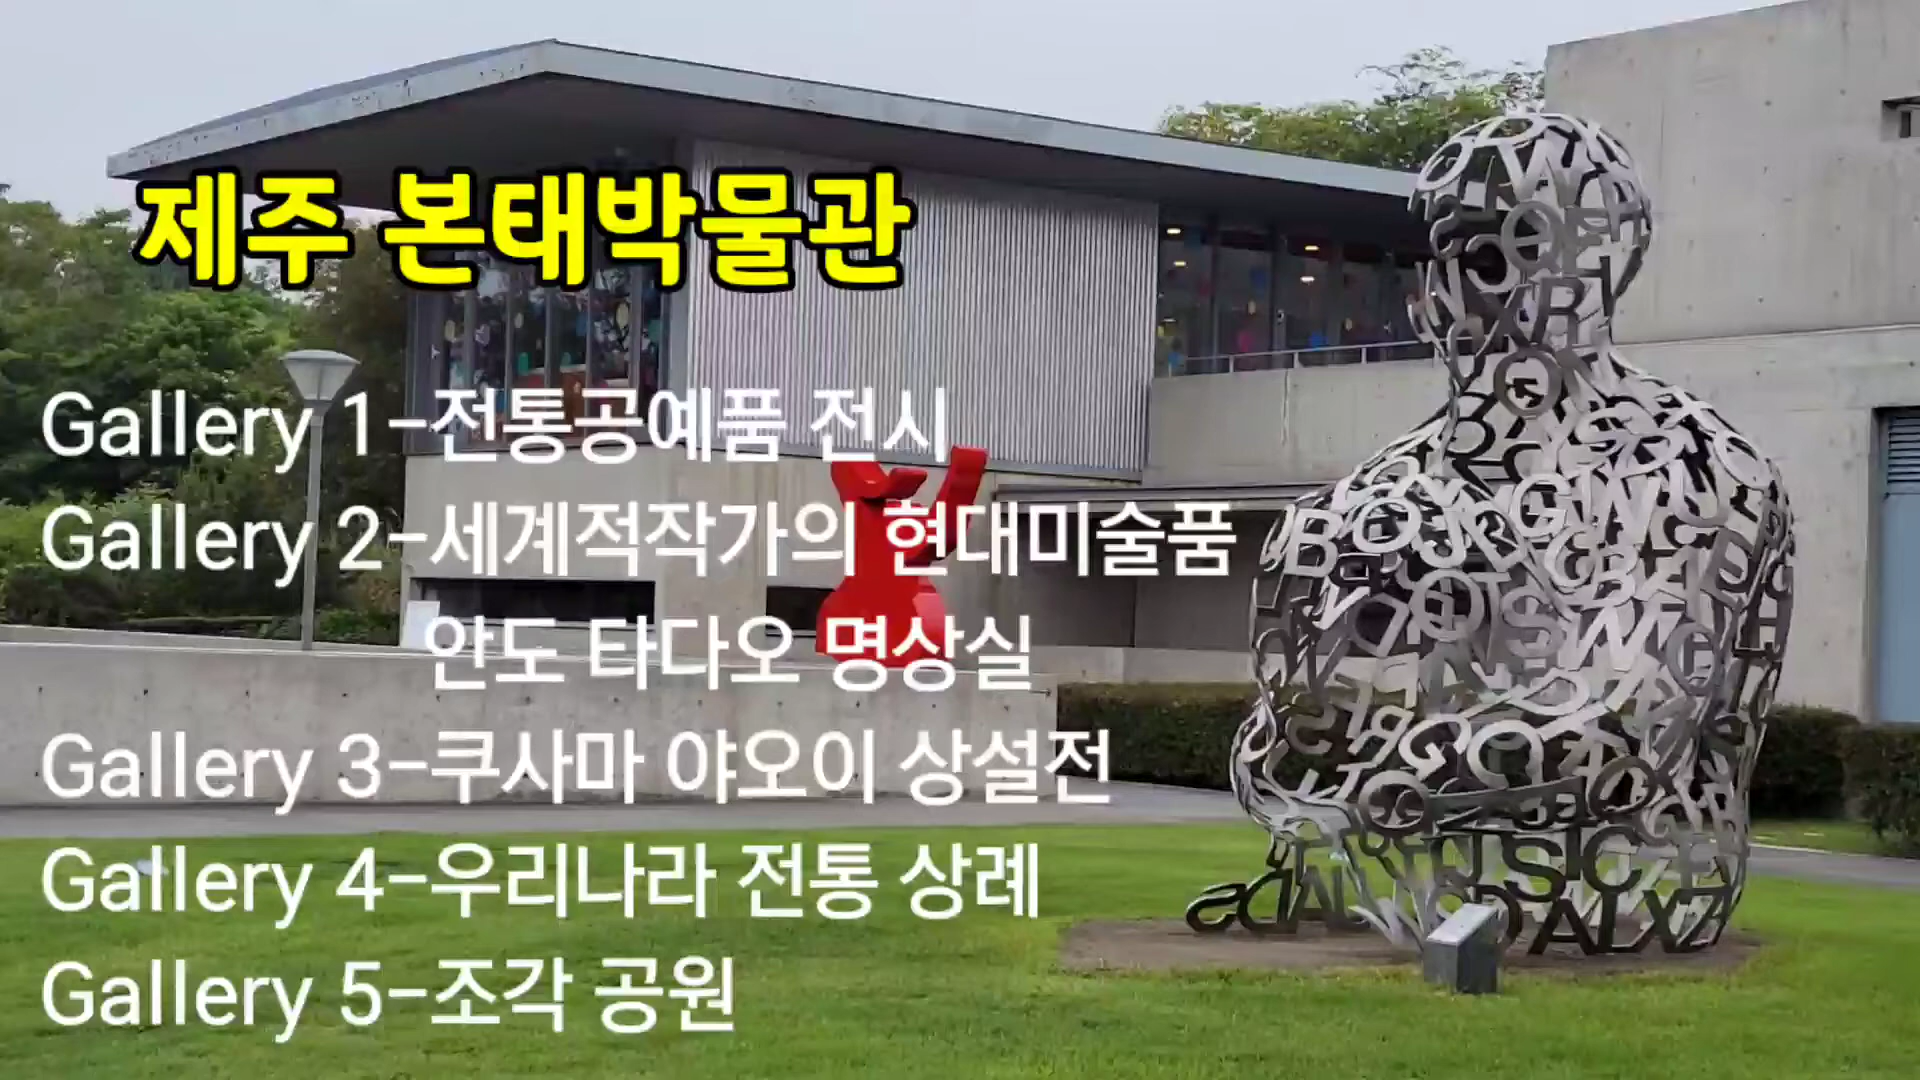 제주 본태박물관
Gallery 1-전통공예품 전시
Gallery 2-세계적작가의 현대미술품
안도 타다오 명상실
Gallery 3-쿠사마 야오이 상설전
Gallery 4-우리나라 전통 상례
Gallery 5-조각 공원